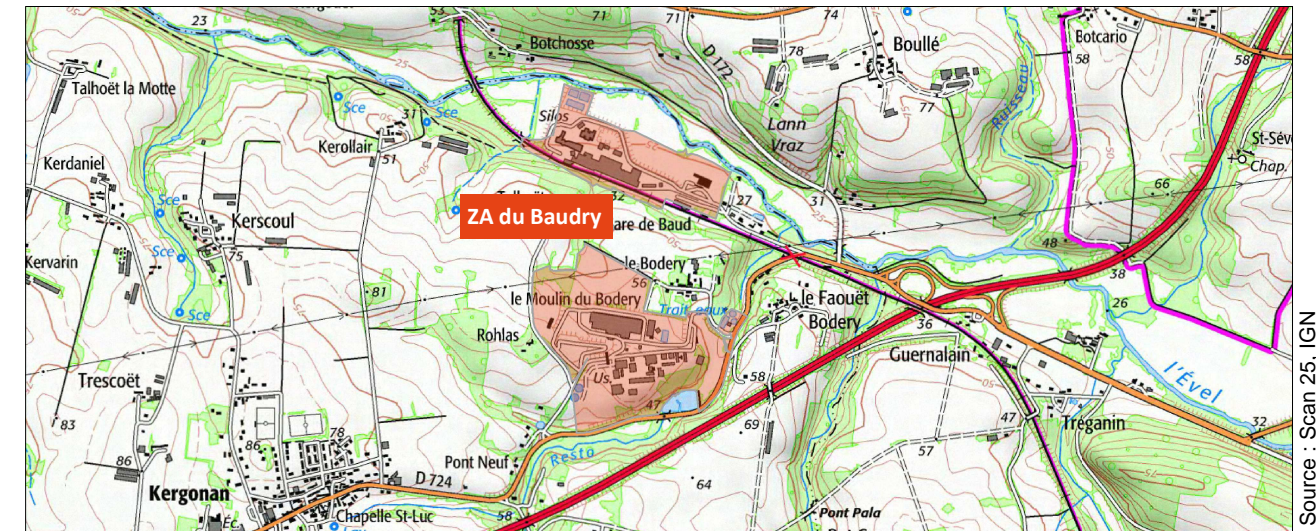 23
53
71
71
74
Botchosse
D 172
78
Boullé
77
Botcario
58
58
Talhoët la Motte
Sce
31
Sce
Silos
Ruisseau
Kerollair
51
Lann
Vraz
St-Sév
Chap.
Kerdaniel
Sce
Kerscoul
75
Sce
32
27
31
66
ZA du Baudry
are de Baud
48
Kervarin
Sce
81
le Bodery
56
38
le Moulin du Bodery
Trait. eaux
le Faouët
Bodery
26
36
Rohlas
Guernalain
Us.
58
l'Ével
Trescoët
83
86
78
47
69
47
Tréganin
32
86
Pont Neuf
Resto
57
D 724
64
Kergonan
Éc.
Chapelle St-Luc
58
Pont Pala
Source : Scan 25, IGN